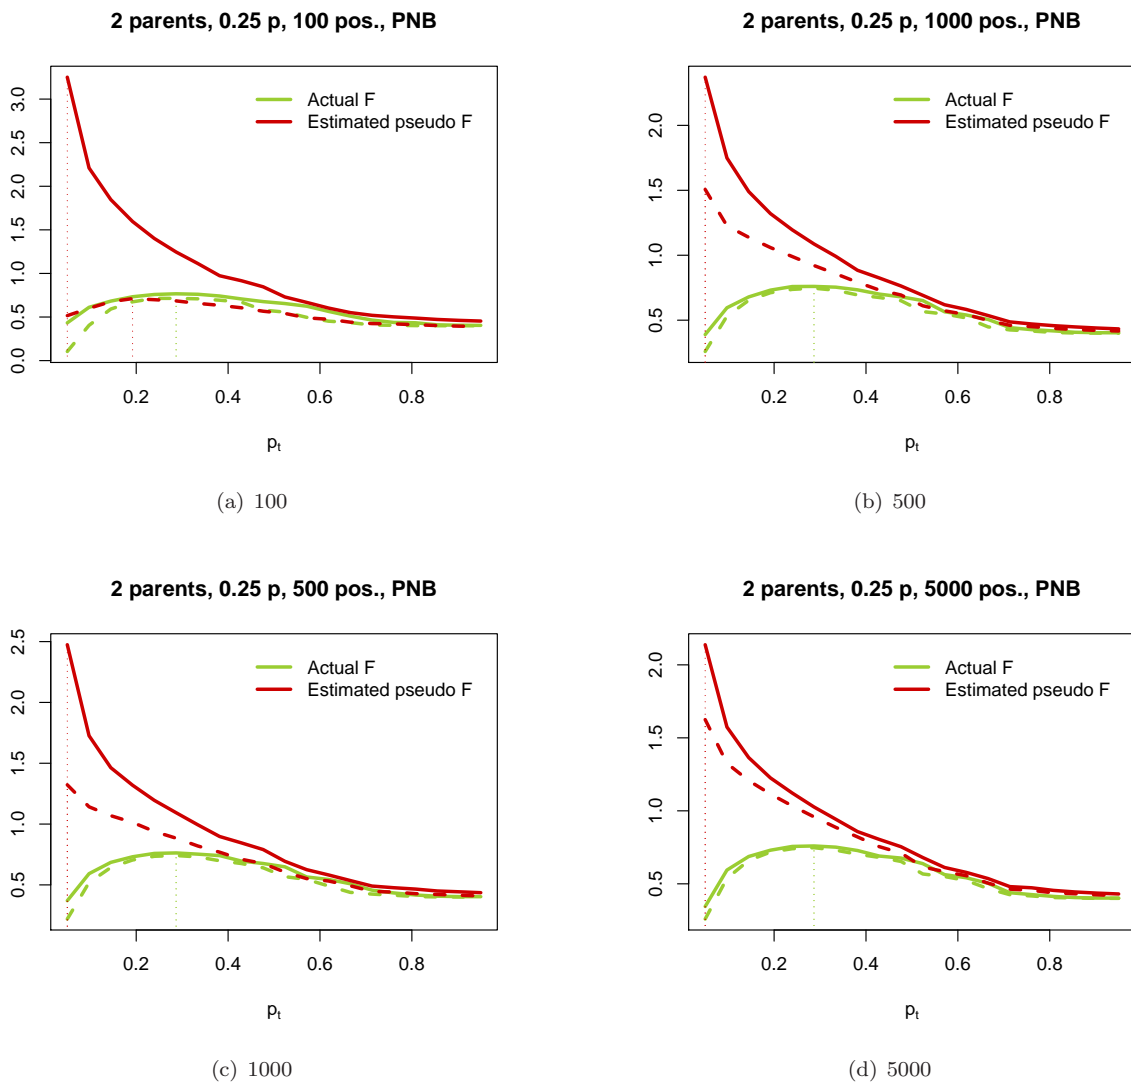 2 parents, 0.25 p, 100 pos., PNB
Actual F
Estimated pseudo F
3.0
2.5
2.0
1.5
1.0
0.5
0.0
0.2 0.4 0.6 0.8
pt
(a) 100
2 parents, 0.25 p, 1000 pos., PNB
Actual F
Estimated pseudo F
2.0
1.5
1.0
0.5
0.2 0.4 0.6 0.8
pt
(b) 500
2 parents, 0.25 p, 500 pos., PNB
Actual F
Estimated pseudo F
2.5
2.0
1.5
1.0
0.5
0.2 0.4 0.6 0.8
pt
(c) 1000
2 parents, 0.25 p, 5000 pos., PNB
Actual F
Estimated pseudo F
2.0
1.5
1.0
0.5
0.2 0.4 0.6 0.8
pt
(d) 5000